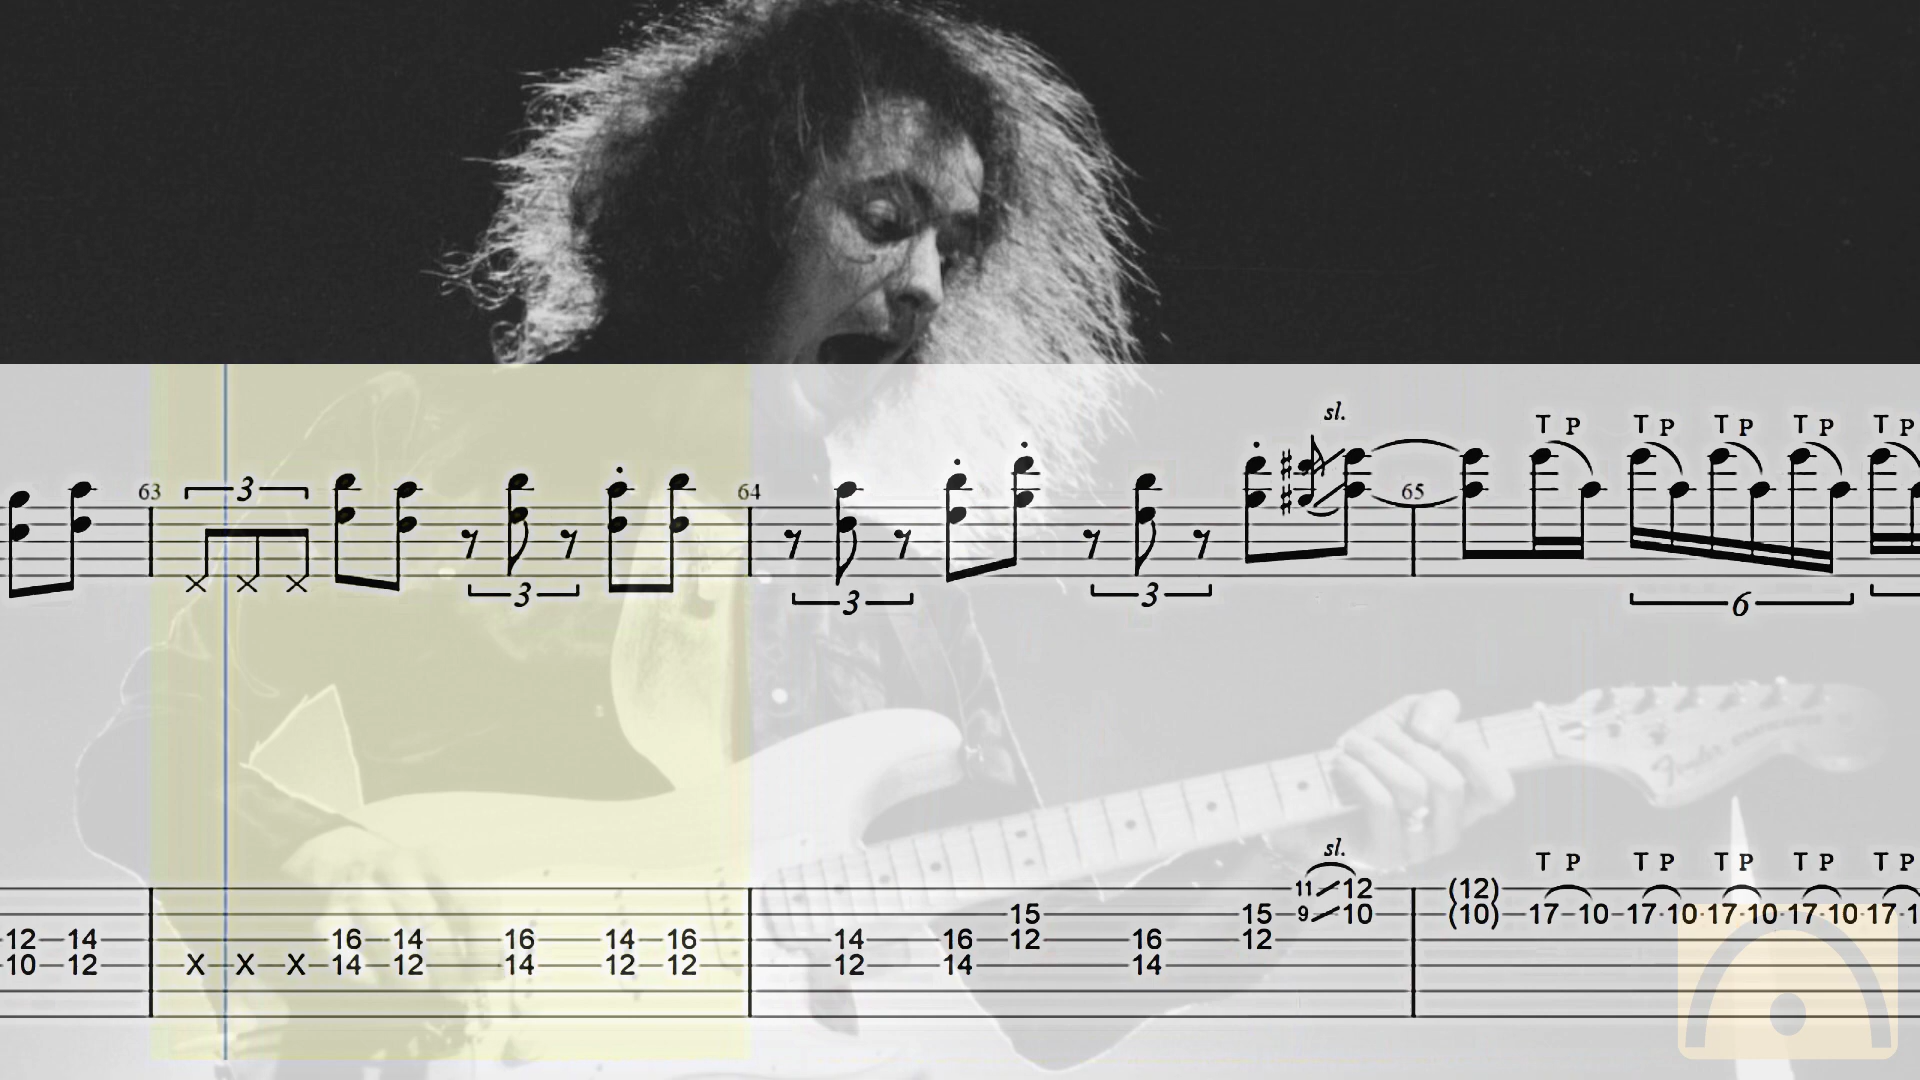 sl.
T P T P T P T P T P
63 3 64 65
3 3 3 6
Fender
sl.
T P T P T P T P T P
11 12 (12)
15 15 9 10 (10) 17 10 17 10 17 10 17 10 17 1
12 14 16 14 16 14 16 14 16 12 16 12
10 12 X X X 14 12 14 12 12 12 14 14